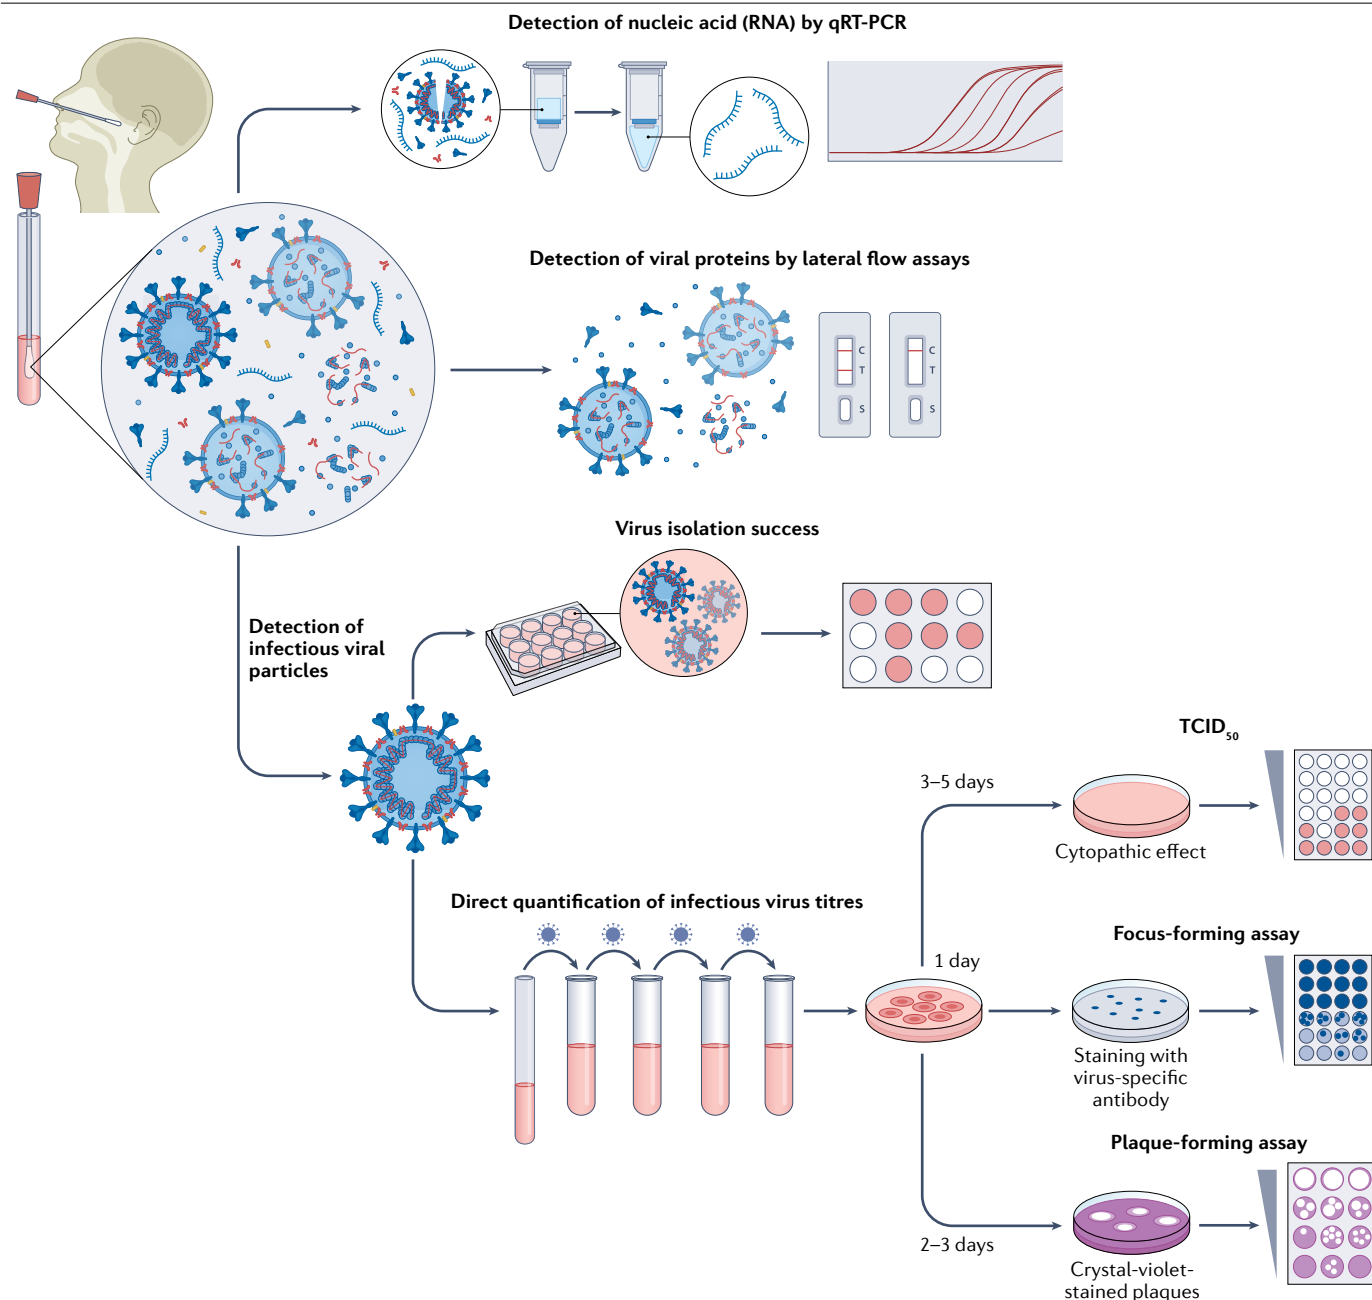 Detection of nucleic acid (RNA) by qRT-PCR
Detection of viral proteins by lateral flow assays
C
T
S
C
T
S
Virus isolation success
Detection of
infectious viral
particles
TCID50
3–5 days
Cytopathic effect
Direct quantification of infectious virus titres
Focus-forming assay
1 day
Staining with
virus-specific
antibody
Plaque-forming assay
2–3 days
Crystal-violet-
stained plaques